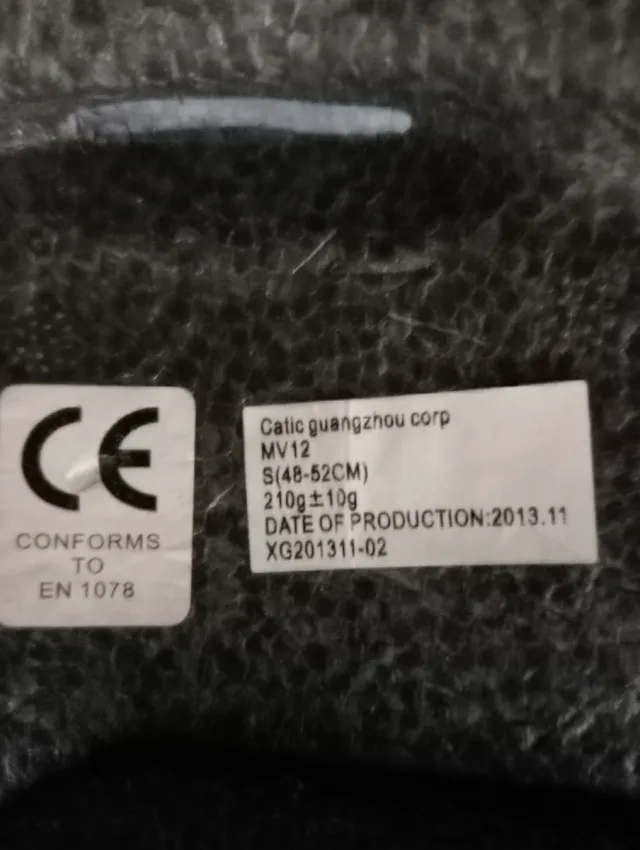 CE
CONFORMS
TO
EN 1078
Catic guangzhou corp
MV12
S(48-52CM)
210g±10g
DATE OF PRODUCTION:2013.11
XG201311-02